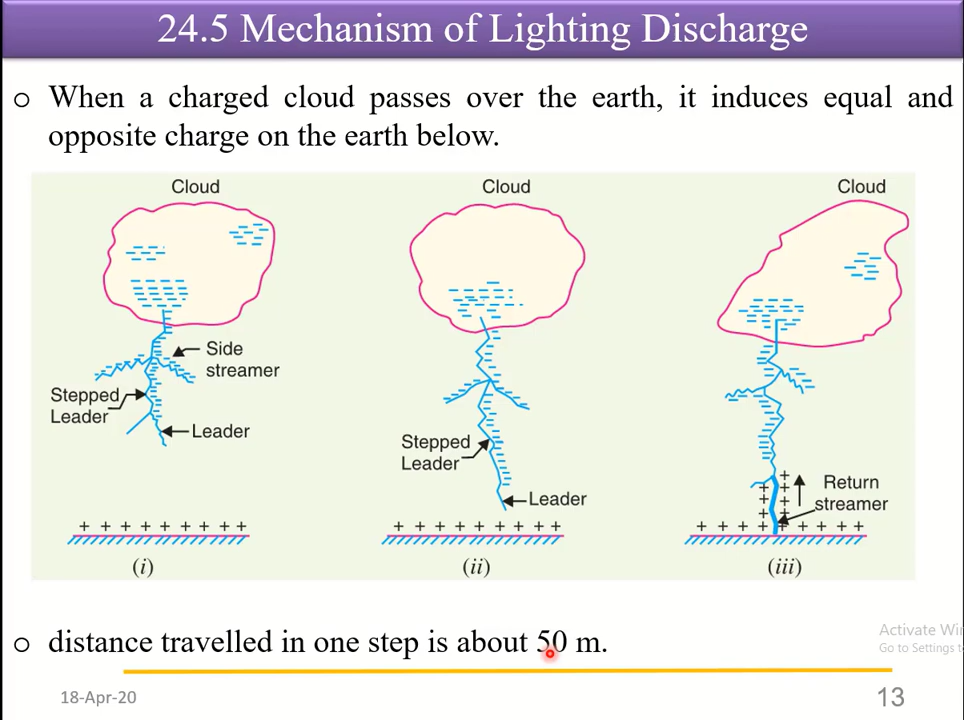 24.5 Mechanism of Lighting Discharge
o When a charged cloud passes over the earth, it induces equal and
opposite charge on the earth below.
Cloud
Cloud
Cloud
Side
streamer
Stepped
Leader
Leader
Stepped
Leader
Leader
Return
streamer
+ + + + + + + + +
+ + + + + + + + +
+ + + + + + + + +
(i)
(ii)
(iii)
o distance travelled in one step is about 50 m.
Activate Wi
Go to Settings t
18-Apr-20
13